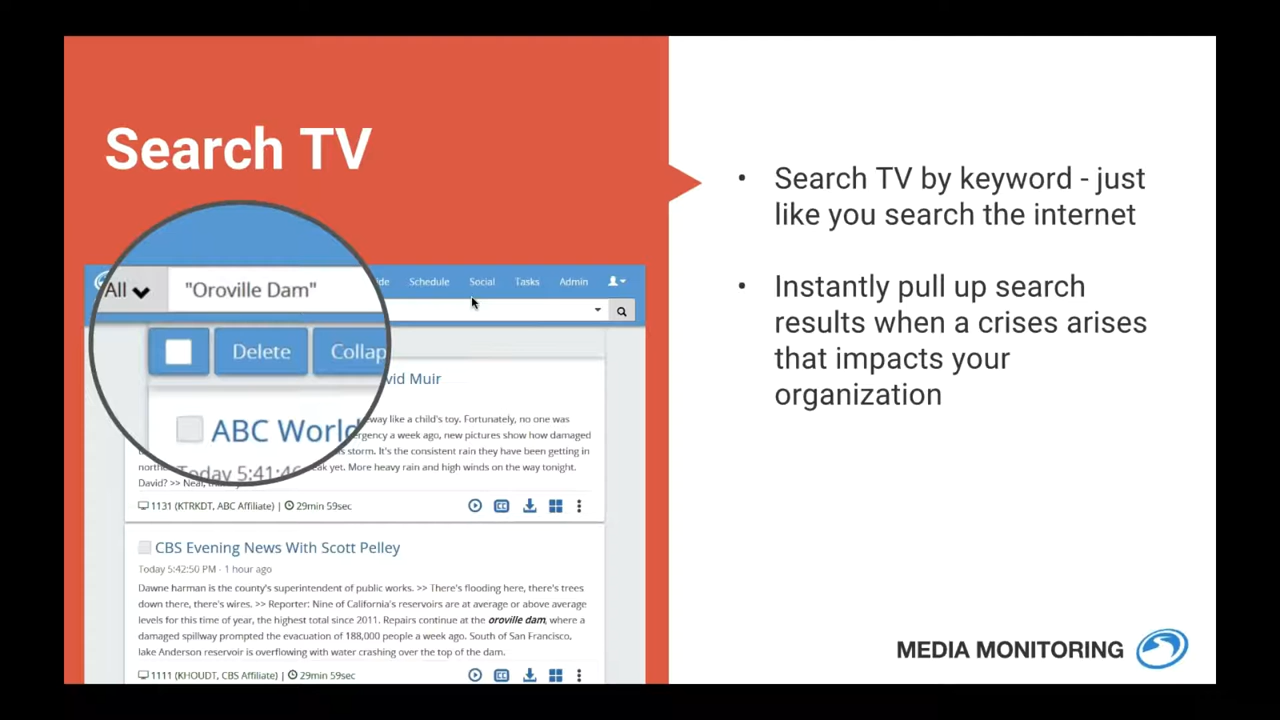 Search TV
All
"Oroville Dam"
Schedule
Social
Tasks
Admin
Delete
Collap
ABC World
vid Muir
Today 5:41:46
way like a child's toy. Fortunately, no one was
ergency a week ago, new pictures show how damaged
is storm. It's the consistent rain they have been getting in
north
eak yet. More heavy rain and high winds on the way tonight.
David? >>
1131 (KTRKDT, ABC Affiliate) | 29min 59sec
CBS Evening News With Scott Pelley
Today 5:42:50 PM - 1 hour ago
Dawne harman is the county's superintendent of public works. >> There's flooding here, there's trees
down there, there's wires. >> Reporter: Nine of California's reservoirs are at average or above average
levels for this time of year, the highest total since 2011. Repairs continue at the oroville dam, where a
damaged spillway prompted the evacuation of 188,000 people a week ago. South of San Francisco,
lake Anderson reservoir is overflowing with water crashing over the top of the dam.
1111 (KHOUDT, CBS Affiliate) | 29min 59sec
• Search TV by keyword - just
like you search the internet
• Instantly pull up search
results when a crises arises
that impacts your
organization
MEDIA MONITORING